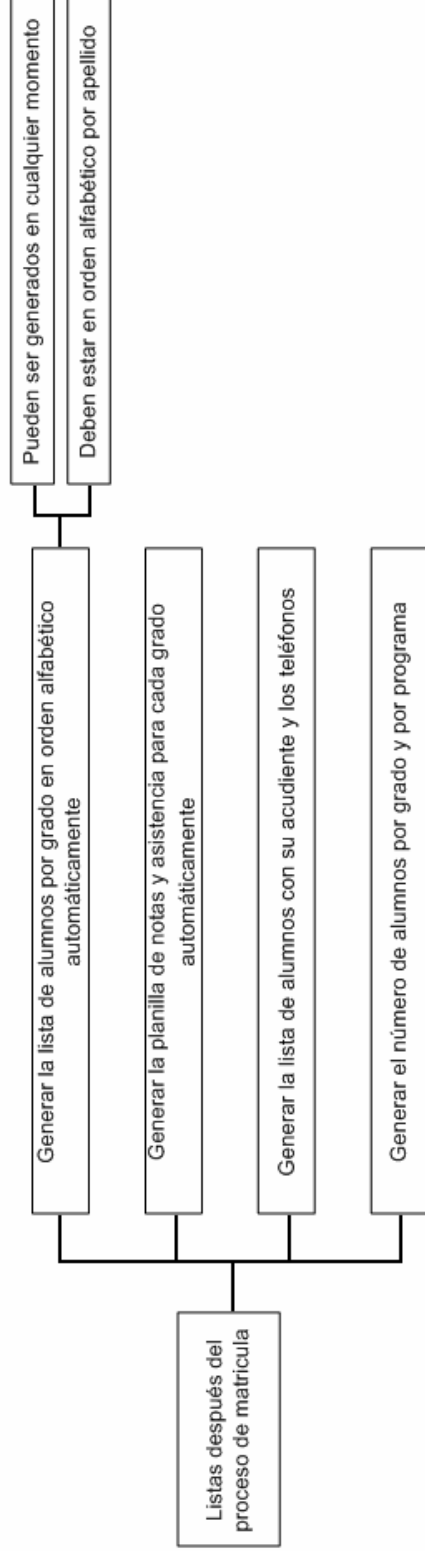 Listas después del
proceso de matricula
Generar la lista de alumnos por grado en orden alfabético
automáticamente
Pueden ser generados en cualquier momento
Deben estar en orden alfabético por apellido
Generar la planilla de notas y asistencia para cada grado
automáticamente
Generar la lista de alumnos con su acudiente y los teléfonos
Generar el número de alumnos por grado y por programa